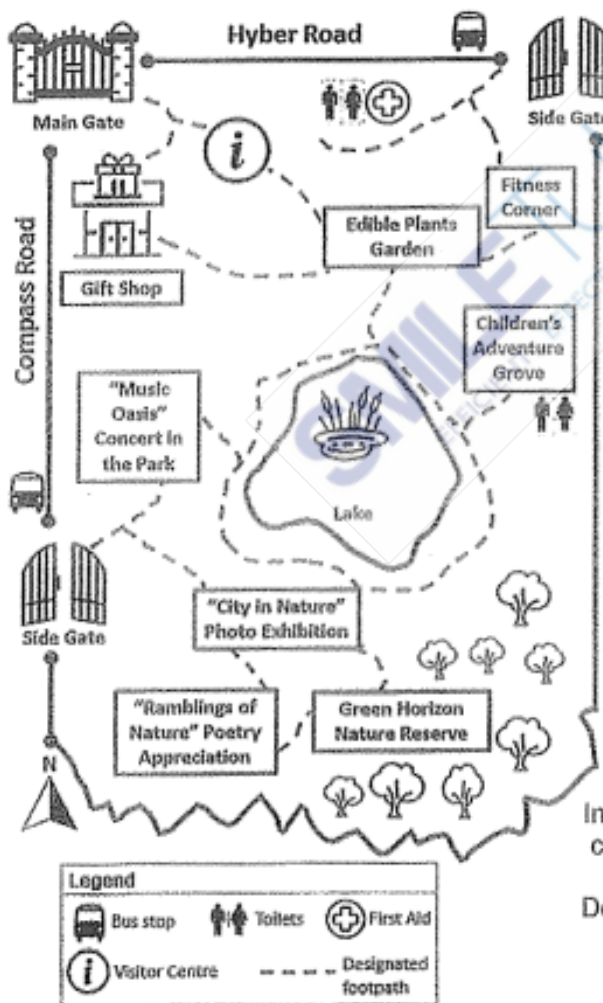 Hyber Road
Main Gate
Side Gate
Compass Road
i
Fitness
Corner
Edible Plants
Garden
Gift Shop
Children's
Adventure
Grove
"Music
Oasis"
Concert in
the Park
SMILE
Lake
Side Gate
"City in Nature"
Photo Exhibition
"Ramblings of
Nature" Poetry
Appreciation
Green Horizon
Nature Reserve
N
Legend
Bus stop
Toilets
First Aid
i
Visitor Centre
Designated
footpath